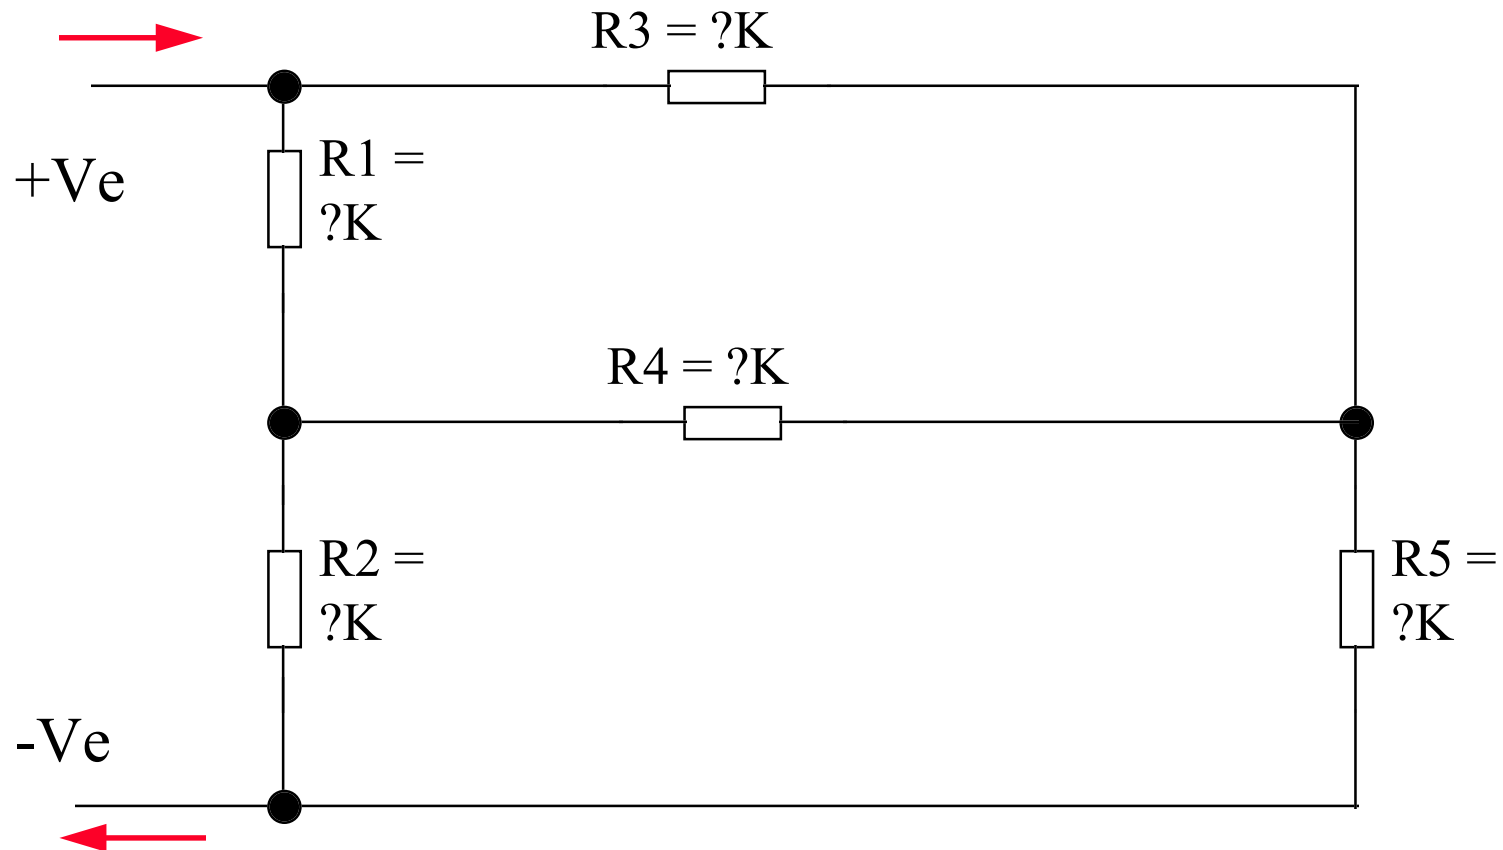 R3 = ?K
R1 =
?K
+Ve
R4 = ?K
R2 =
?K
R5 =
?K
-Ve